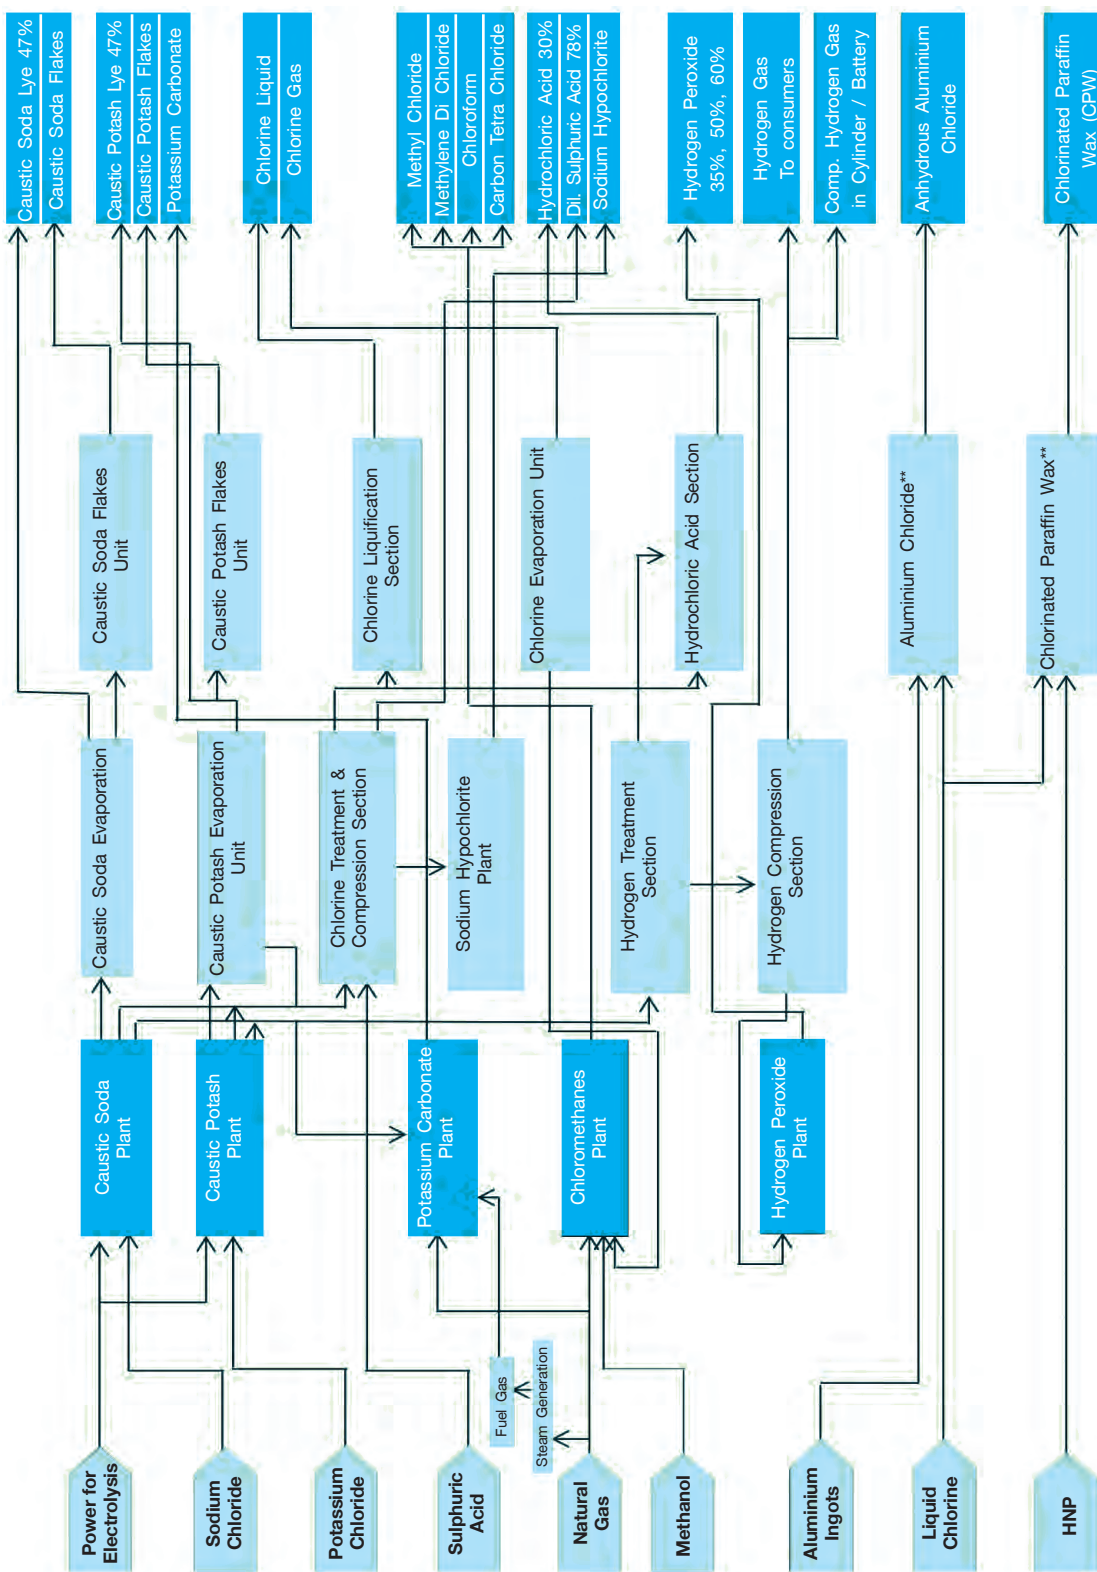 Power for
Electrolysis
Sodium
Chloride
Potassium
Chloride
Sulphuric
Acid
Natural
Gas
Methanol
Aluminium
Ingots
Liquid
Chlorine
HNP
Fuel Gas
Steam Generation
Caustic Soda
Plant
Caustic Potash
Plant
Potassium Carbonate
Plant
Chloromethanes
Plant
Hydrogen Peroxide
Plant
Caustic Soda Evaporation
Caustic Potash Evaporation
Unit
Chlorine Treatment &
Compression Section
Sodium Hypochlorite
Plant
Hydrogen Treatment
Section
Hydrogen Compression
Section
Caustic Soda Flakes
Unit
Caustic Potash Flakes
Unit
Chlorine Liquification
Section
Chlorine Evaporation Unit
Hydrochloric Acid Section
Aluminium Chloride**
Chlorinated Paraffin Wax**
Caustic Soda Lye 47%
Caustic Soda Flakes
Caustic Potash Lye 47%
Caustic Potash Flakes
Potassium Carbonate
Chlorine Liquid
Chlorine Gas
Methyl Chloride
Methylene Di Chloride
Chloroform
Carbon Tetra Chloride
Hydrochloric Acid 30%
Dil. Sulphuric Acid 78%
Sodium Hypochlorite
Hydrogen Peroxide
35%, 50%, 60%
Hydrogen Gas
To consumers
Comp. Hydrogen Gas
in Cylinder / Battery
Anhydrous Aluminium
Chloride
Chlorinated Paraffin
Wax (CPW)